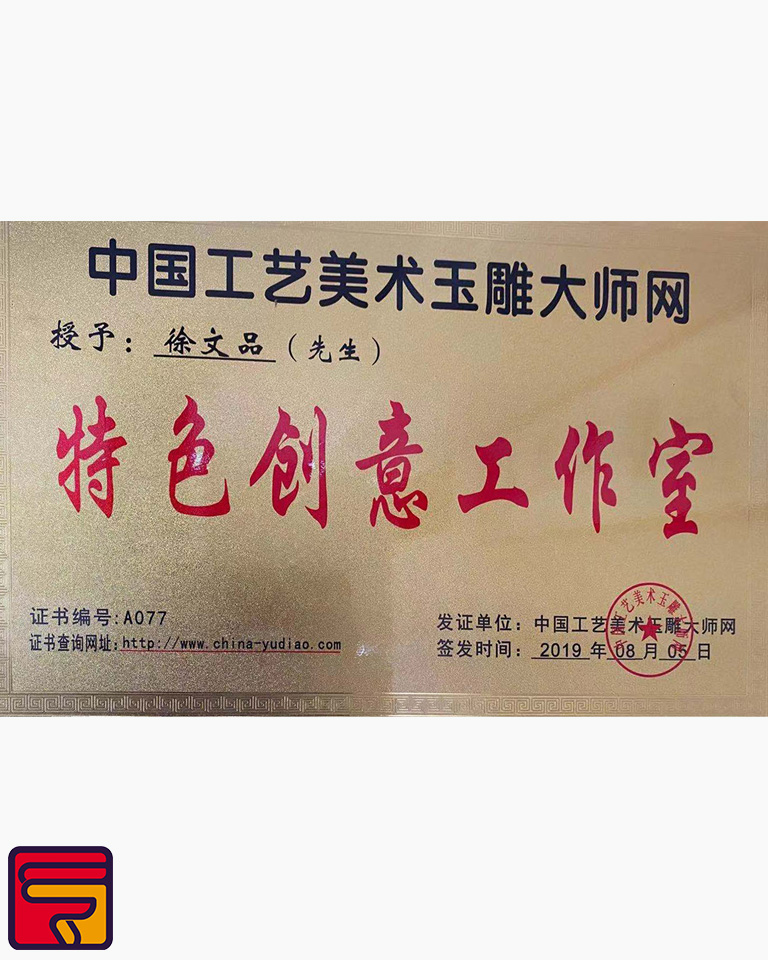 中国工艺美术玉雕大师网
授予：徐文品（先生）
特色创意工作室
证书编号:A077
证书查询网址:http://www.china-yudiao.com
发证单位：中国工艺美术玉雕大师网
签发时间：2019年08月05日